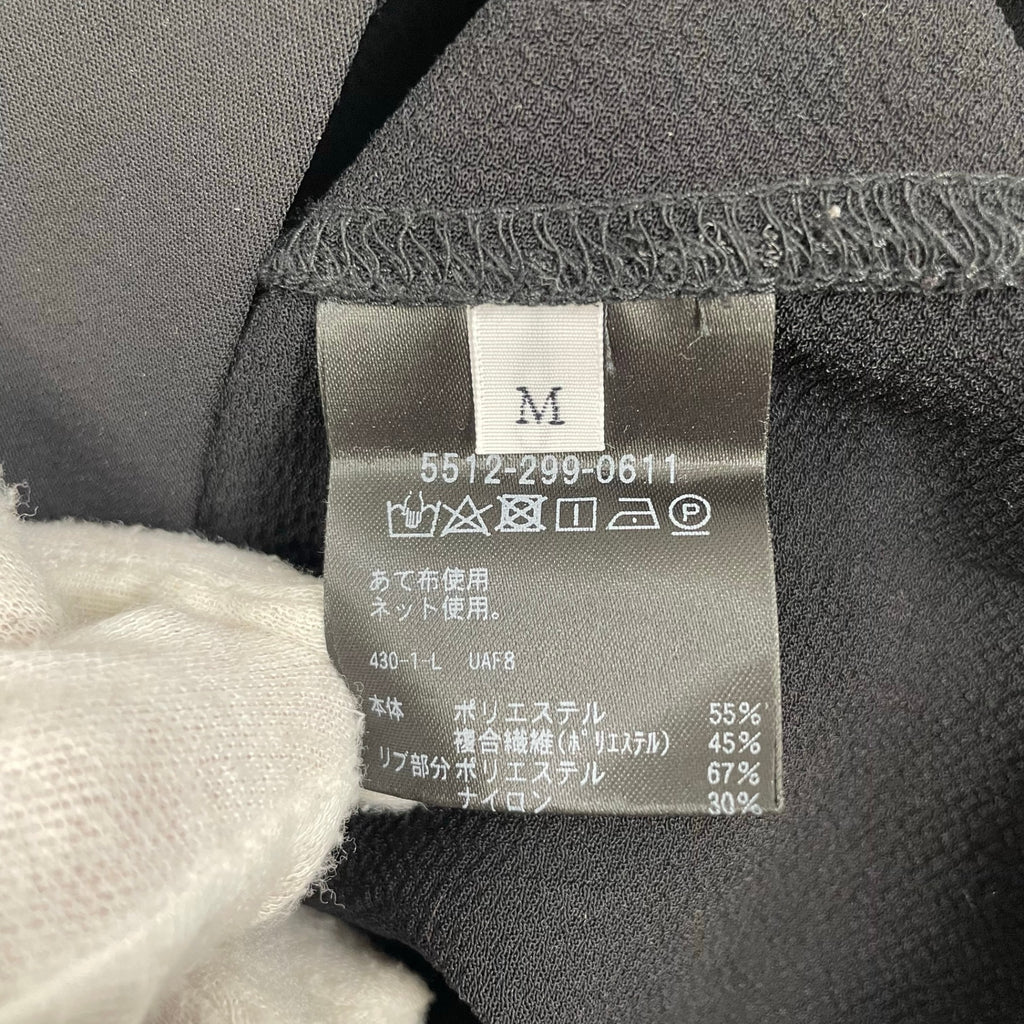 M
5512-299-0611
P
あて布使用
ネット使用。
430-1-L UAF8
本体 ポリエステル 55%
複合繊維(ﾎﾟﾘｴｽﾃﾙ) 45%
リブ部分 ポリエステル 67%
ナイロン 30%